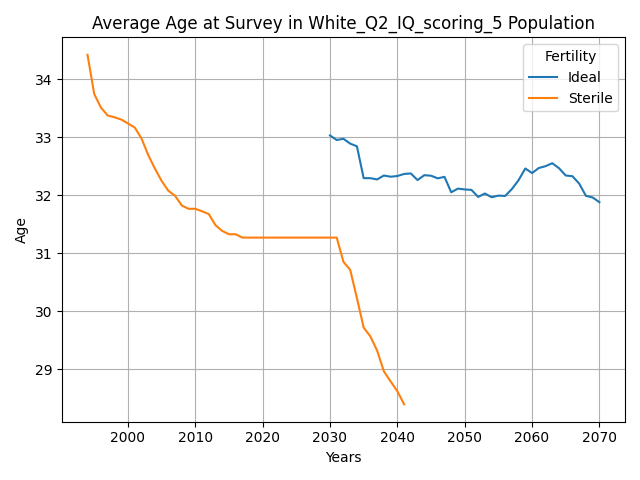 Average Age at Survey in White_Q2_IQ_scoring_5 Population
Fertility
Ideal
Sterile
Age
34
33
32
31
30
29
2000
2010
2020
2030
2040
2050
2060
2070
Years